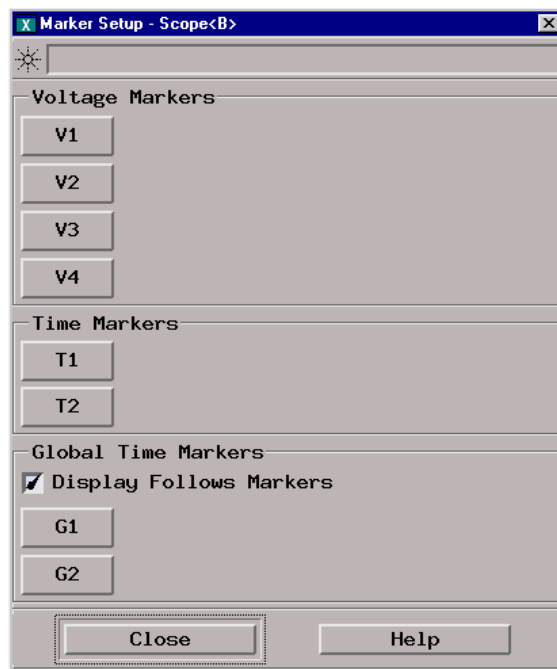 X Marker Setup - Scope<B>
Voltage Markers
V1
V2
V3
V4
Time Markers
T1
T2
Global Time Markers
Display Follows Markers
G1
G2
Close Help